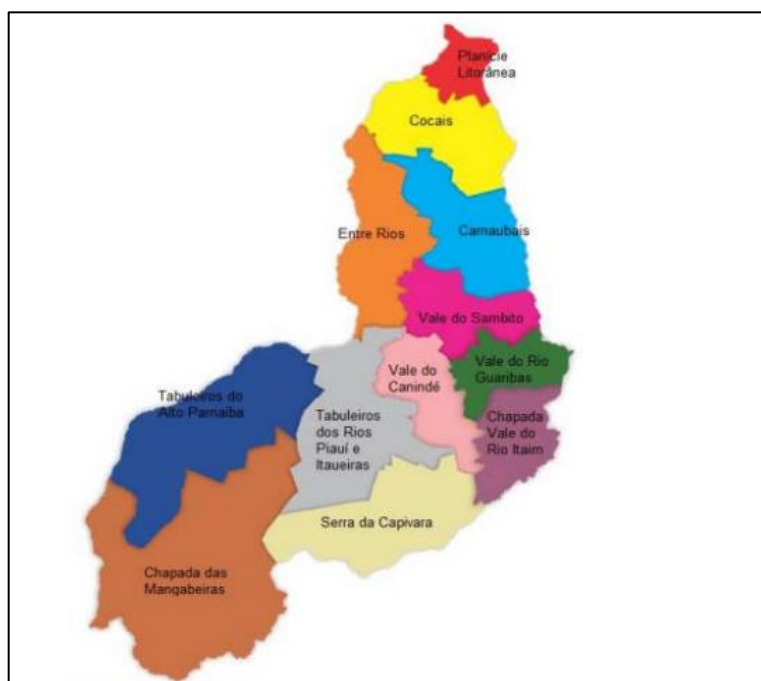 Planície
Litorânea
Cocais
Entre Rios
Carnaubais
Vale do Sambito
Vale do
Canindé
Vale do Rio
Guaribas
Tabuleiros do
Alto Parnaíba
Tabuleiros
dos Rios
Piauí e
Itaueiras
Chapada
Vale do
Rio Itaim
Serra da Capivara
Chapada das
Mangabeiras